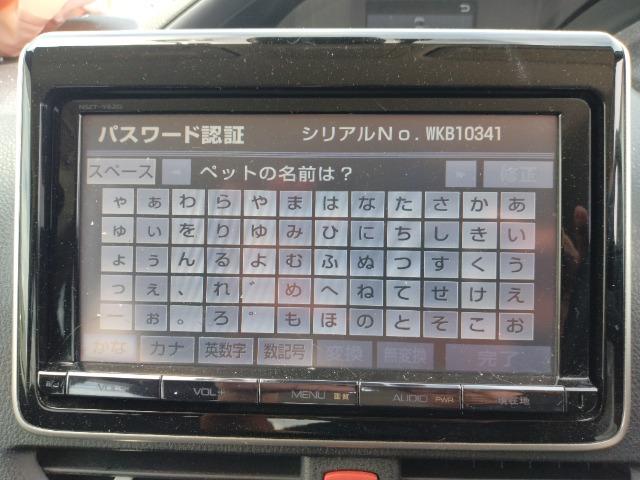 パスワード認証 シリアルNo. WKB10341
スペース ◀ ペットの名前は? ▶ 修正
ゃ ぁ わ ら や ま は な た さ か あ
ゅ ぃ を り ゆ み ひ に ち し き い
ょ ぅ ん る よ む ふ ぬ つ す く う
っ ぇ 、 れ ゛ め へ ね て せ け え
ー ぉ 。 ろ ゜ も ほ の と そ こ お
かな カナ 英数字 数記号 変換 無変換 完了
VOL- VOL+ MENU 画質 AUDIO PWR 現在地